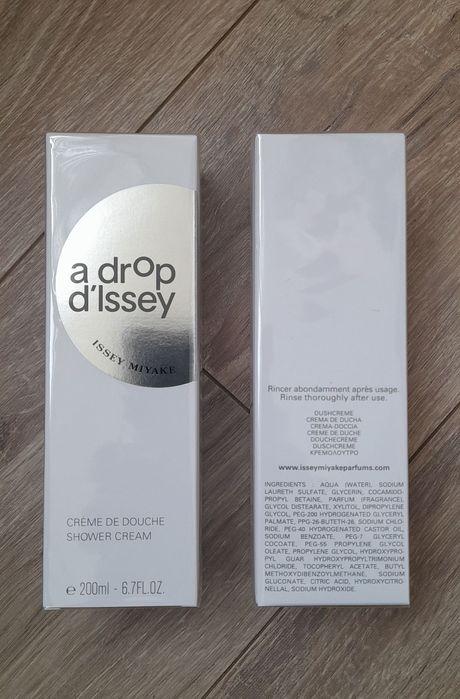 a drop
d'Issey
ISSEY MIYAKE
CRÈME DE DOUCHE
SHOWER CREAM
e 200ml - 6.7FL.OZ.
Rincer abondamment après usage.
Rinse thoroughly after use.
DUSHCREME
CREMA DE DUCHA
CREMA-DOCCIA
CREME DE DUCHE
DOUCHECRÈME
DUSCHCREME
ΚΡΕΜΟΛΟΥΤΡΟ
www.isseymiyakeparfums.com
INGREDIENTS : AQUA (WATER), SODIUM
LAURETH SULFATE, GLYCERIN, COCAMIDO-
PROPYL BETAINE, PARFUM (FRAGRANCE),
GLYCOL DISTEARATE, XYLITOL, DIPROPYLENE
GLYCOL, PEG-200 HYDROGENATED GLYCERYL
PALMATE, PPG-26-BUTETH-26, SODIUM CHLO-
RIDE, PEG-40 HYDROGENATED CASTOR OIL,
SODIUM BENZOATE, PEG-7 GLYCERYL
COCOATE, PEG-55 PROPYLENE GLYCOL
OLEATE, PROPYLENE GLYCOL, HYDROXYPRO-
PYL GUAR HYDROXYPROPYLTRIMONIUM
CHLORIDE, TOCOPHERYL ACETATE, BUTYL
METHOXYDIBENZOYLMETHANE, SODIUM
GLUCONATE, CITRIC ACID, HYDROXYCITRO-
NELLAL, SODIUM HYDROXIDE.